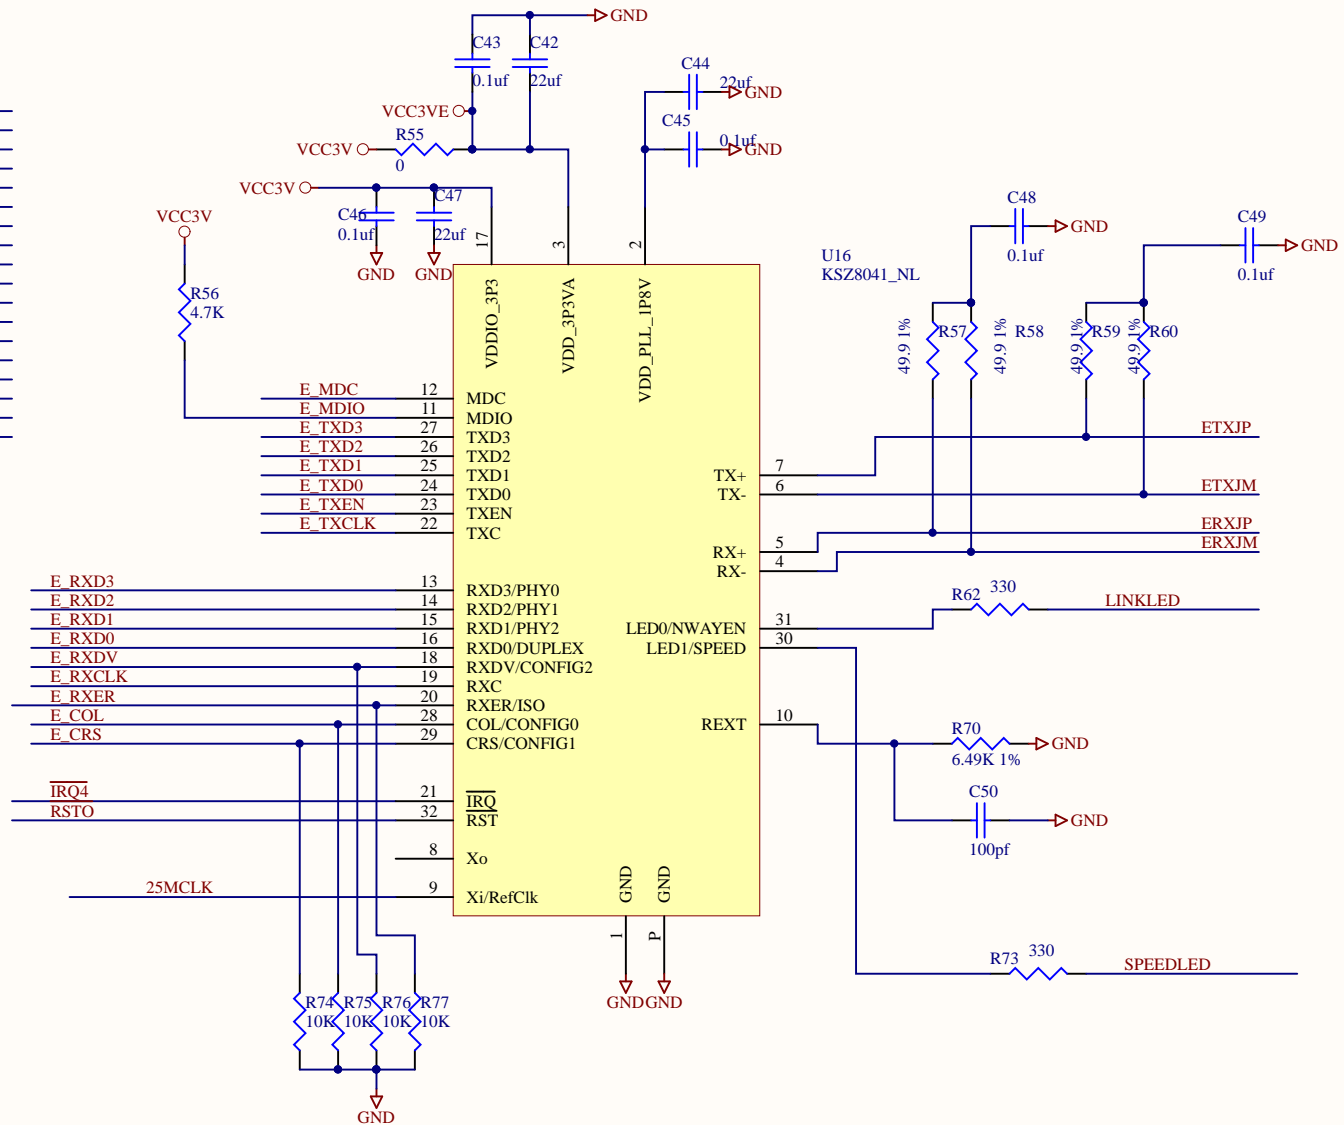 GND
C43
C42
0.1uf
22uf
C44
22uf
GND
VCC3VE
C45
0.1uf
GND
R55
VCC3V
0
VCC3V
C46
C47
0.1uf
22uf
GND
GND
VCC3V
R56
4.7K
17
3
2
VDDIO_3P3
VDD_3P3VA
VDD_PLL_1P8V
U16
KSZ8041_NL
C48
GND
0.1uf
C49
GND
0.1uf
49.9 1%
R57
49.9 1%
R58
49.9 1%
R59
49.9 1%
R60
E_MDC 12 MDC
E_MDIO 11 MDIO
E_TXD3 27 TXD3
E_TXD2 26 TXD2
E_TXD1 25 TXD1
E_TXD0 24 TXD0
E_TXEN 23 TXEN
E_TXCLK 22 TXC
TX+ 7 ETXJP
TX- 6 ETXJM
RX+ 5 ERXJP
RX- 4 ERXJM
E_RXD3 13 RXD3/PHY0
E_RXD2 14 RXD2/PHY1
E_RXD1 15 RXD1/PHY2
E_RXD0 16 RXD0/DUPLEX
E_RXDV 18 RXDV/CONFIG2
E_RXCLK 19 RXC
E_RXER 20 RXER/ISO
E_COL 28 COL/CONFIG0
E_CRS 29 CRS/CONFIG1
R62 330 LINKLED
LED0/NWAYEN 31
LED1/SPEED 30
REXT 10
R70
6.49K 1%
GND
C50
100pf
GND
IRQ4 21 IRQ
RSTO 32 RST
8 Xo
25MCLK 9 Xi/RefClk
GND
GND
1
P
GND
GND
R73 330 SPEEDLED
R74
10K
R75
10K
R76
10K
R77
10K
GND